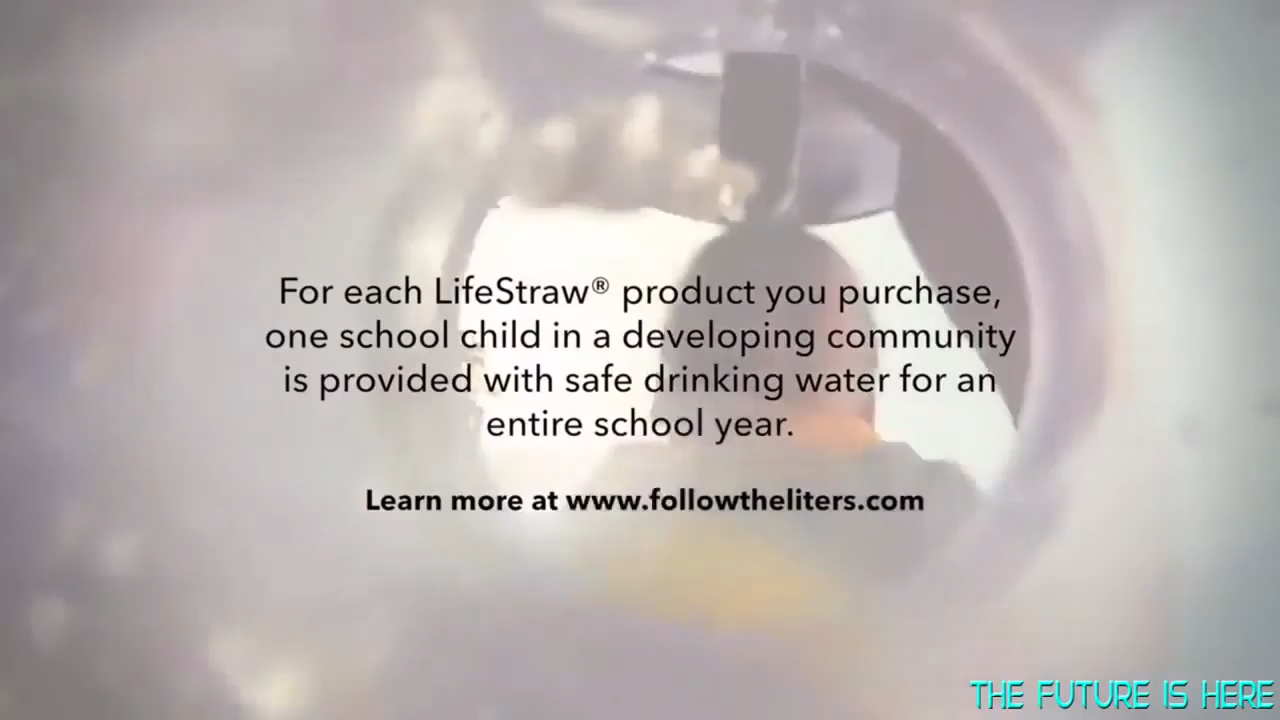 For each LifeStraw® product you purchase,
one school child in a developing community
is provided with safe drinking water for an
entire school year.
Learn more at www.followtheliters.com
THE FUTURE IS HERE